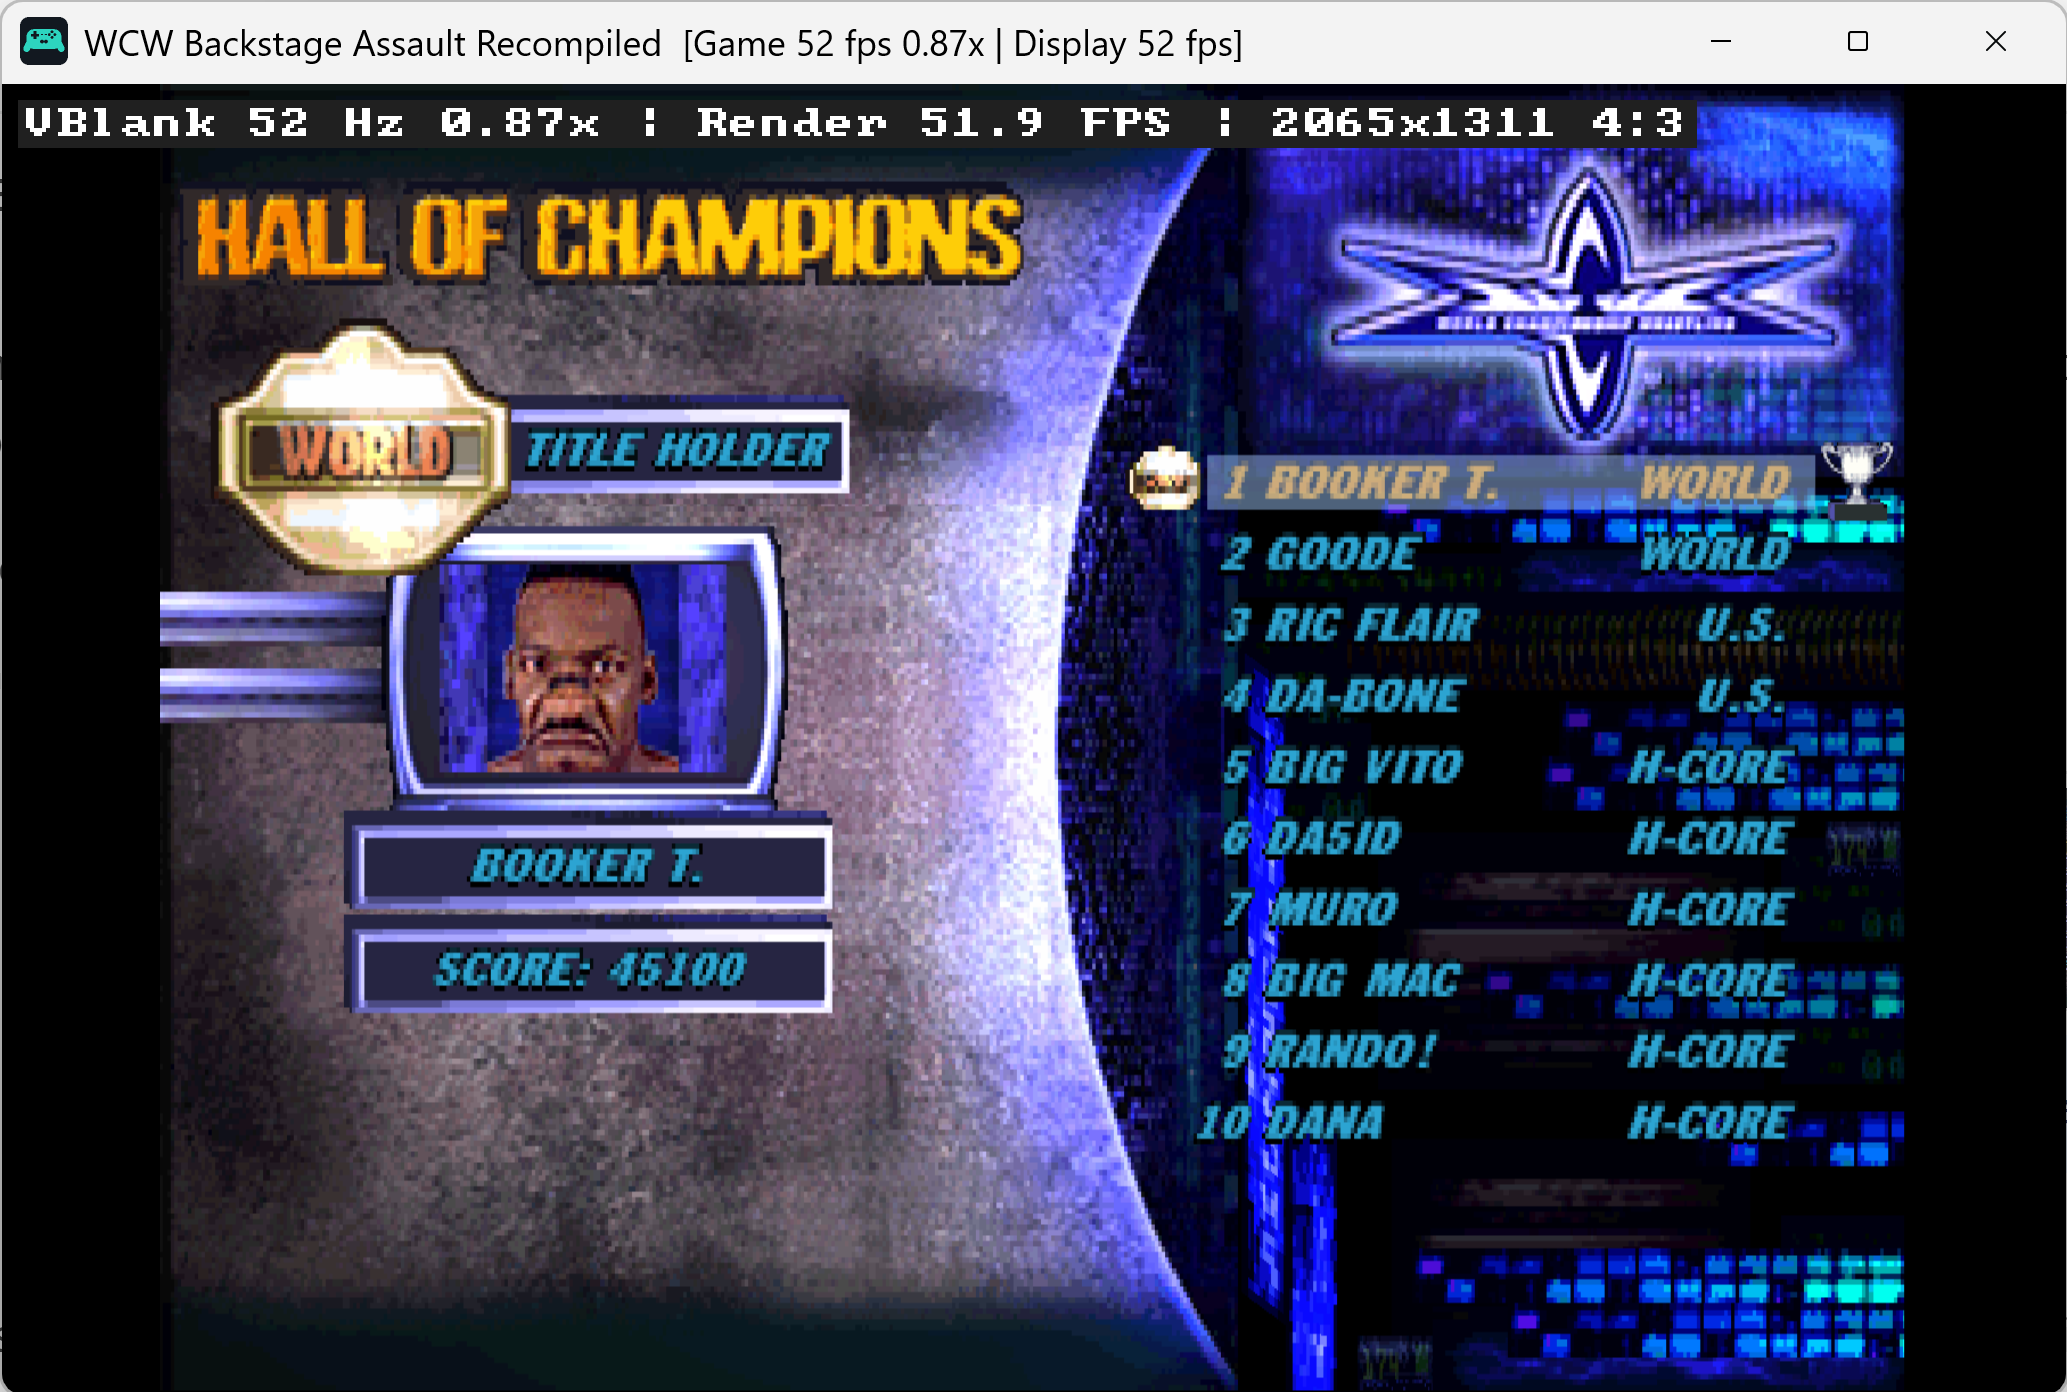 WCW Backstage Assault Recompiled [Game 52 fps 0.87x | Display 52 fps]
VBlank 52 Hz 0.87x | Render 51.9 FPS | 2065x1311 4:3
HALL OF CHAMPIONS
WORLD
TITLE HOLDER
BOOKER T.
SCORE: 45100
1 BOOKER T. WORLD
2 GOODE WORLD
3 RIC FLAIR U.S.
4 DA-BONE U.S.
5 BIG VITO H-CORE
6 DA5ID H-CORE
7 MURO H-CORE
8 BIG MAC H-CORE
9 RANDO! H-CORE
10 DANA H-CORE